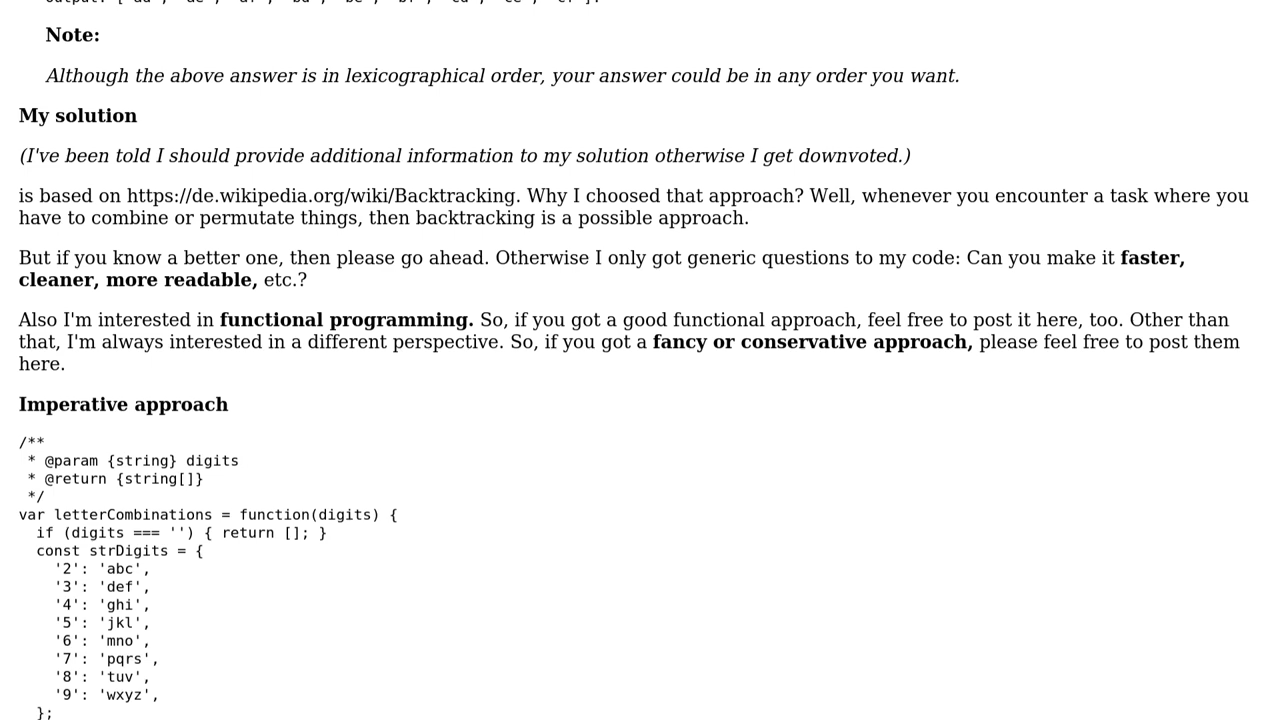 Note:
Although the above answer is in lexicographical order, your answer could be in any order you want.
My solution
(I've been told I should provide additional information to my solution otherwise I get downvoted.)
is based on https://de.wikipedia.org/wiki/Backtracking. Why I choosed that approach? Well, whenever you encounter a task where you
have to combine or permutate things, then backtracking is a possible approach.
But if you know a better one, then please go ahead. Otherwise I only got generic questions to my code: Can you make it faster,
cleaner, more readable, etc.?
Also I'm interested in functional programming. So, if you got a good functional approach, feel free to post it here, too. Other than
that, I'm always interested in a different perspective. So, if you got a fancy or conservative approach, please feel free to post them
here.
Imperative approach
/**
 * @param {string} digits
 * @return {string[]}
 */
var letterCombinations = function(digits) {
  if (digits === '') { return []; }
  const strDigits = {
    '2': 'abc',
    '3': 'def',
    '4': 'ghi',
    '5': 'jkl',
    '6': 'mno',
    '7': 'pqrs',
    '8': 'tuv',
    '9': 'wxyz',
  };